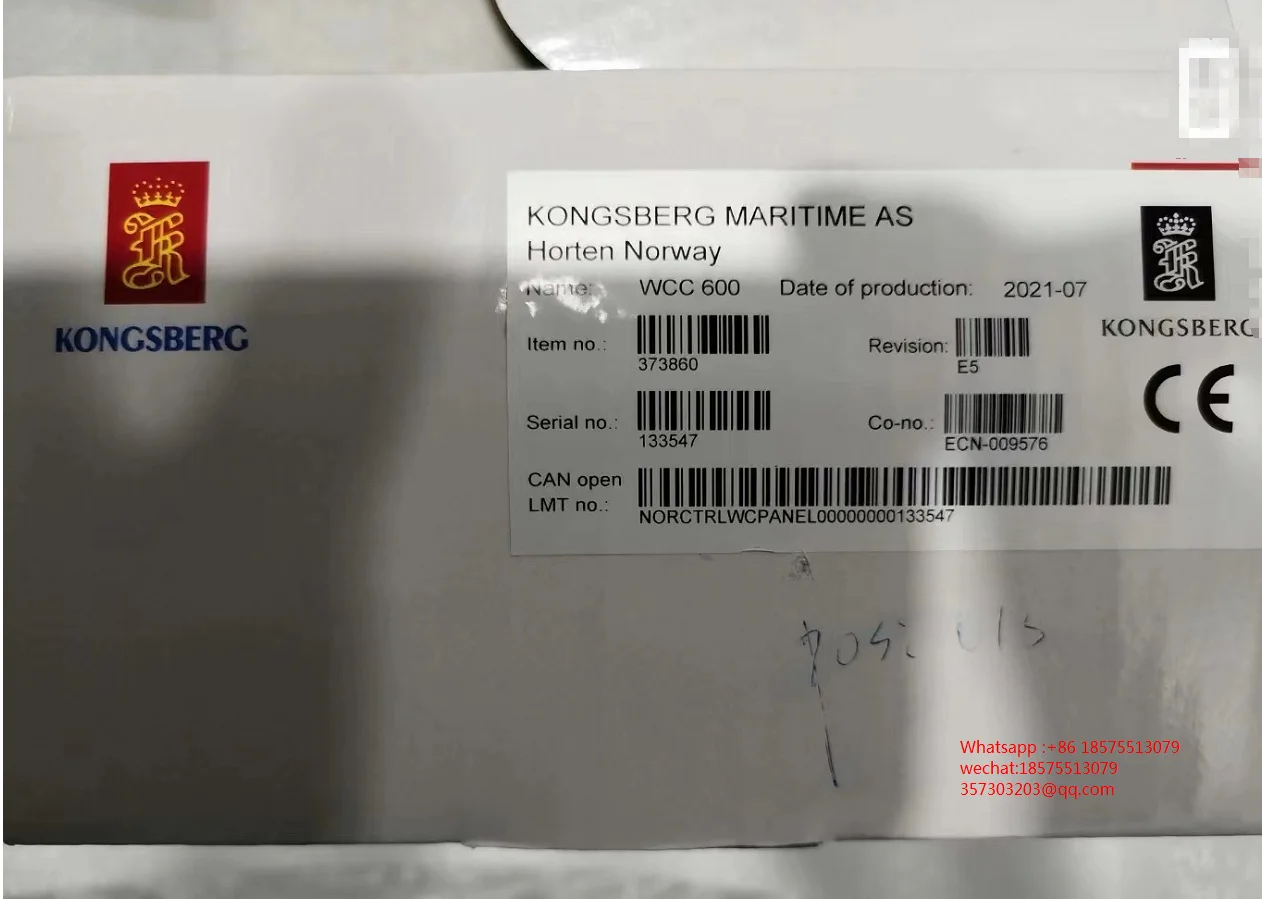 KONGSBERG
KONGSBERG MARITIME AS
Horten Norway
Name: WCC 600 Date of production: 2021-07
KONGSBERG
Item no.: 373860 Revision: E5
Serial no.: 133547 Co-no.: ECN-009576
CE
CAN open
LMT no.: NORCTRLWCPANEL00000000133547
Whatsapp :+86 18575513079
wechat:18575513079
357303203@qq.com